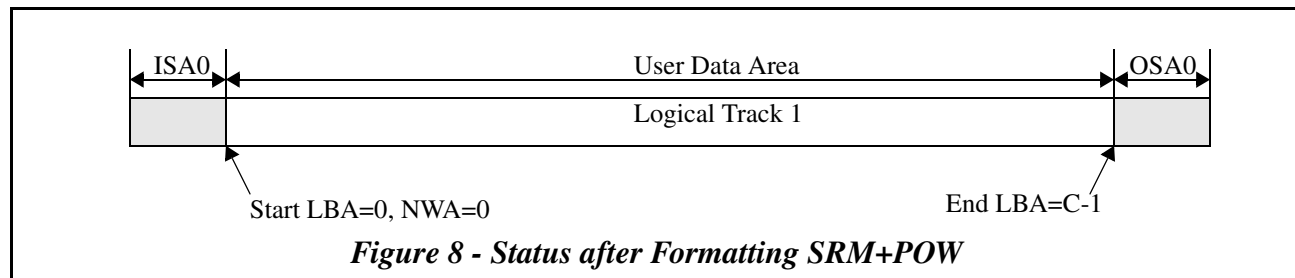 ISA0 User Data Area OSA0
Logical Track 1
Start LBA=0, NWA=0 End LBA=C-1
Figure 8 - Status after Formatting SRM+POW